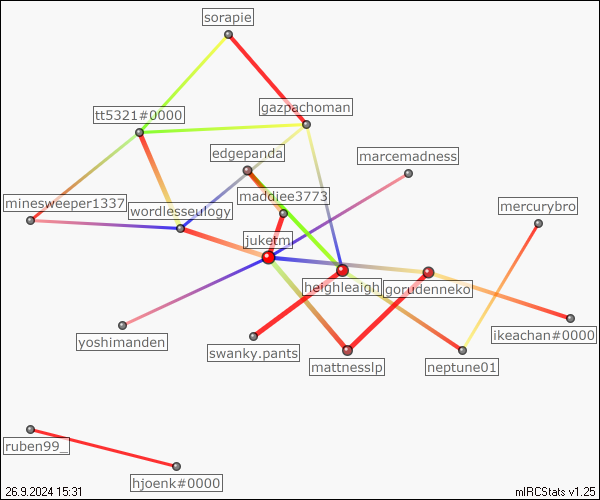 sorapie
gazpachoman
tt5321#0000
edgepanda
marcemadness
maddiee3773
minesweeper1337
wordlesseulogy
mercurybro
juketm
heighleaigh
gorudenneko
yoshimanden
swanky.pants
mattnesslp
neptune01
ikeachan#0000
ruben99_
hjoenk#0000
26.9.2024 15:31
mIRCStats v1.25